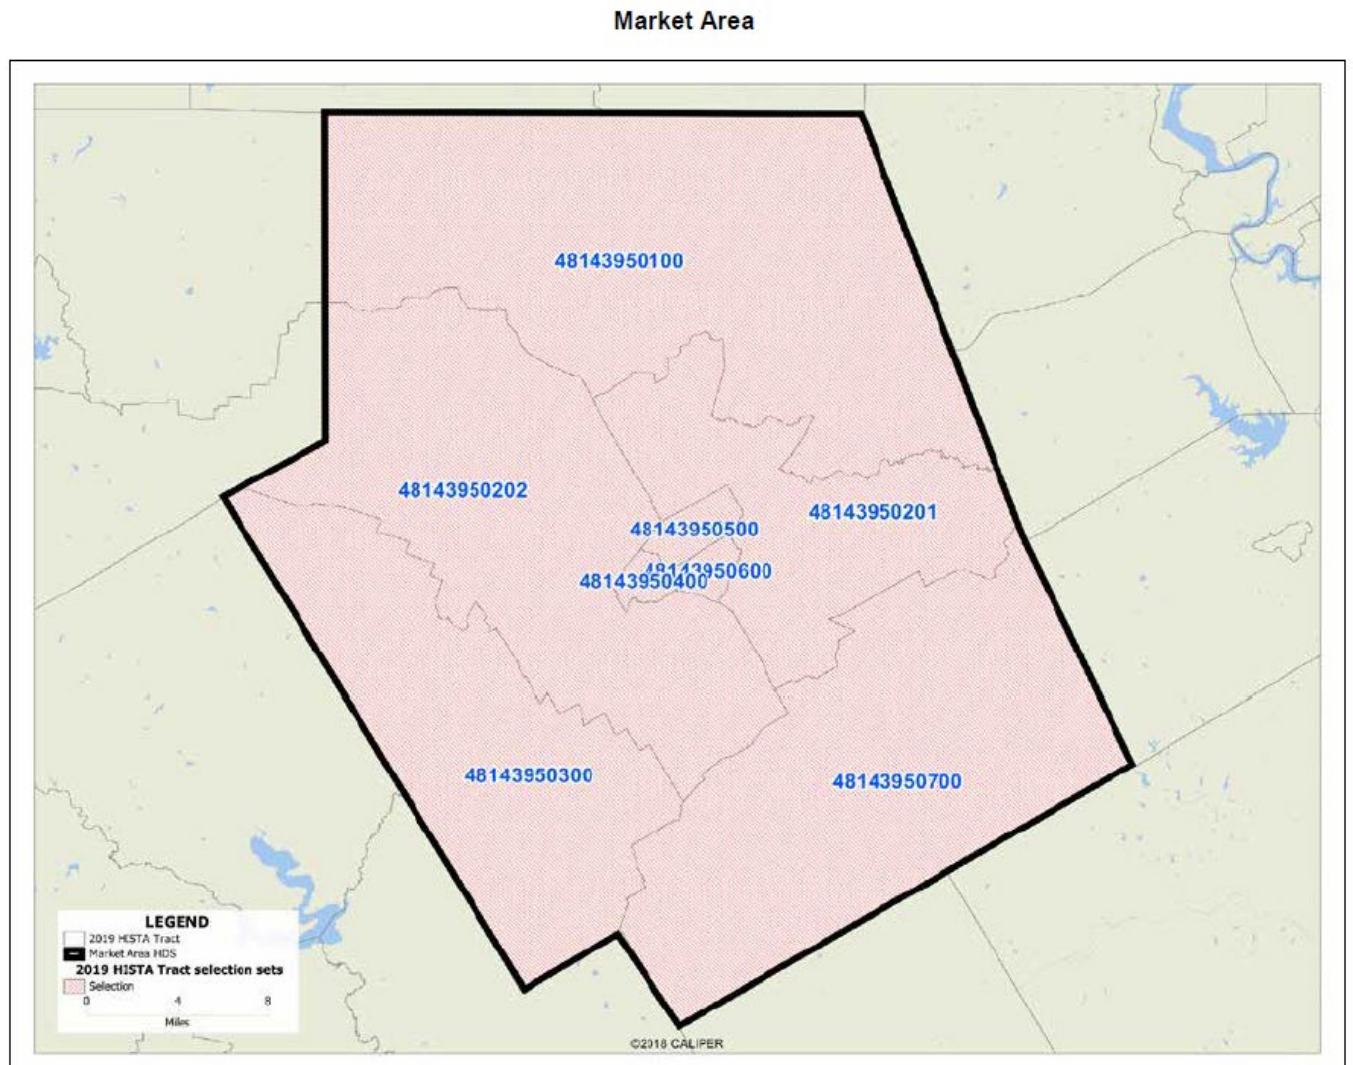 Market Area
48143950100
48143950202
48143950201
48143950500
48143950600
48143950400
48143950300
48143950700
LEGEND
2019 HISTA Tract
Market Area HDS
2019 HISTA Tract selection sets
Selection
0 4 8
Miles
©2018 CALIPER